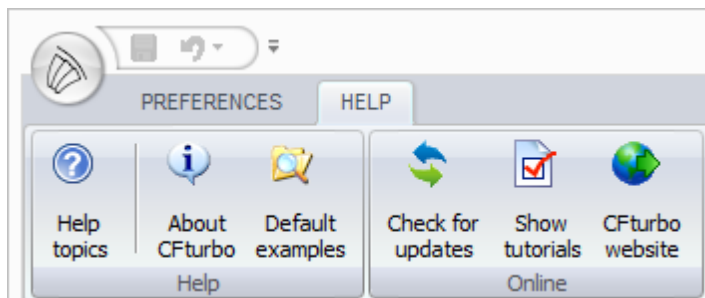 PREFERENCES HELP
Help topics
About CFturbo
Default examples
Check for updates
Show tutorials
CFturbo website
Help
Online